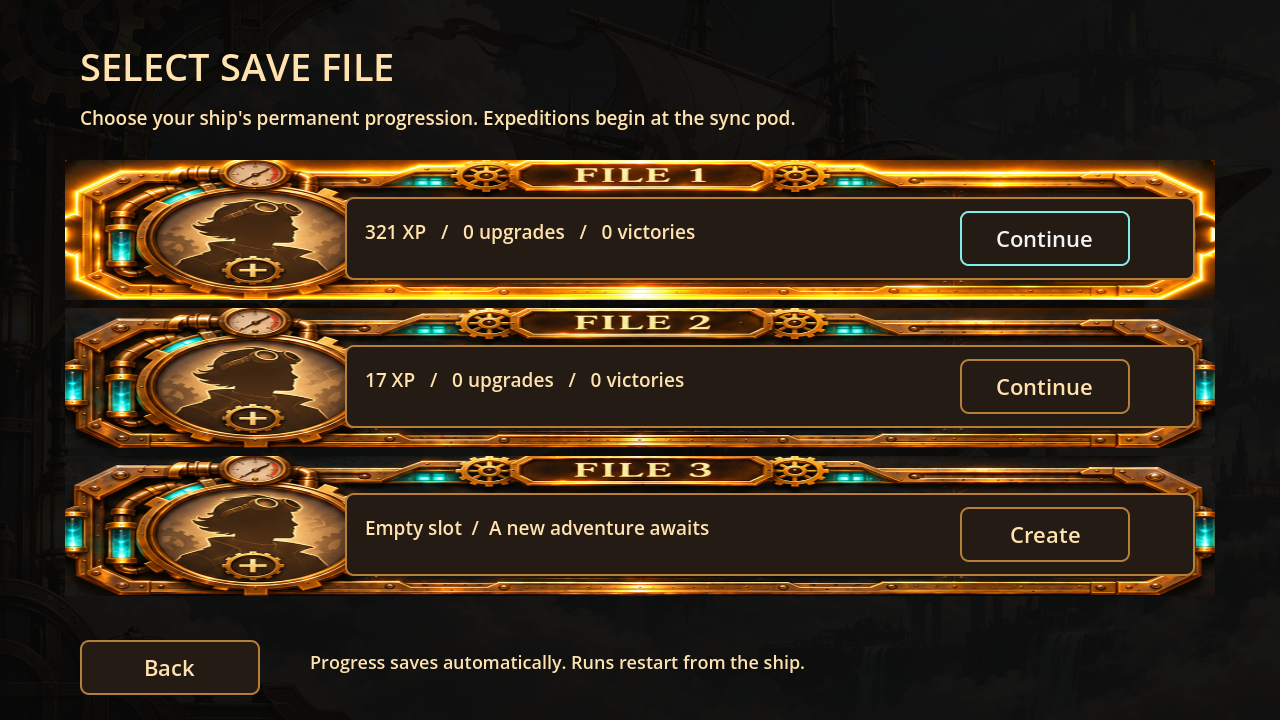 SELECT SAVE FILE
Choose your ship's permanent progression. Expeditions begin at the sync pod.
FILE 1
321 XP / 0 upgrades / 0 victories
Continue
FILE 2
17 XP / 0 upgrades / 0 victories
Continue
FILE 3
Empty slot / A new adventure awaits
Create
Back
Progress saves automatically. Runs restart from the ship.